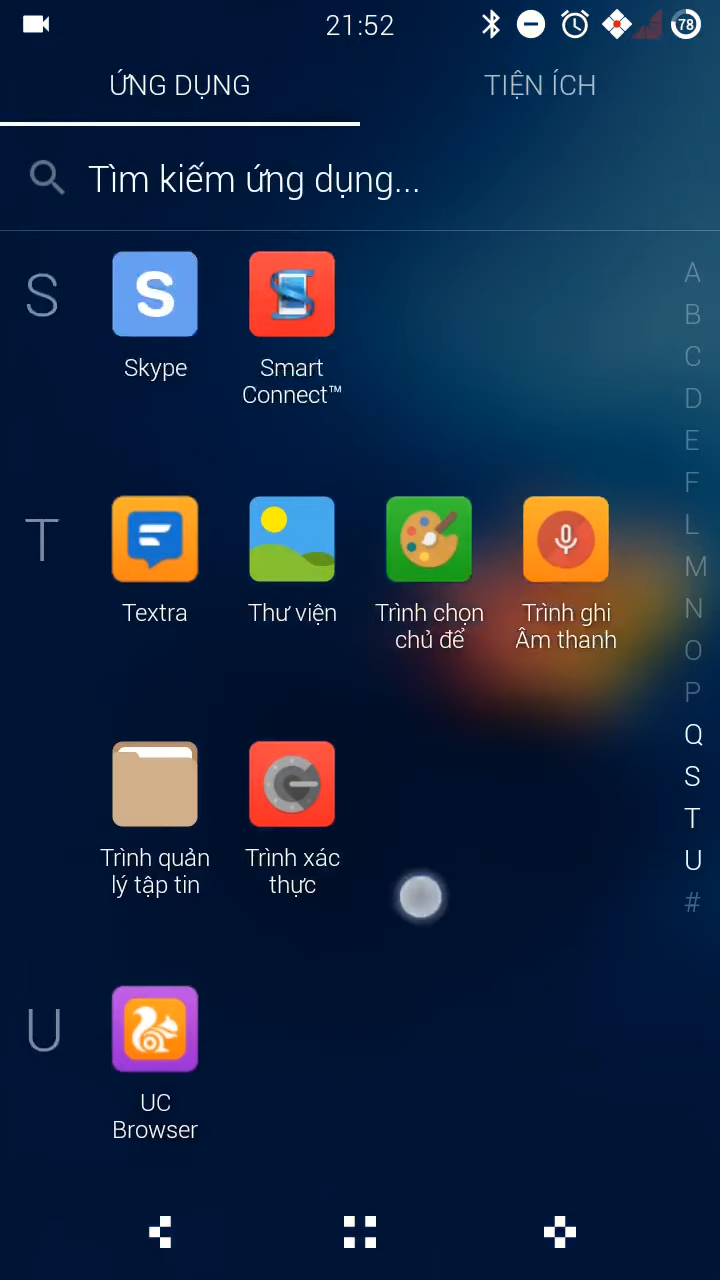 21:52
78
ỨNG DỤNG
TIỆN ÍCH
Tìm kiếm ứng dụng...
S
Skype
Smart
Connect™
T
Textra
Thư viện
Trình chọn
chủ để
Trình ghi
Âm thanh
Trình quản
lý tập tin
Trình xác
thực
U
UC
Browser
A
B
C
D
E
F
L
M
N
O
P
Q
S
T
U
#